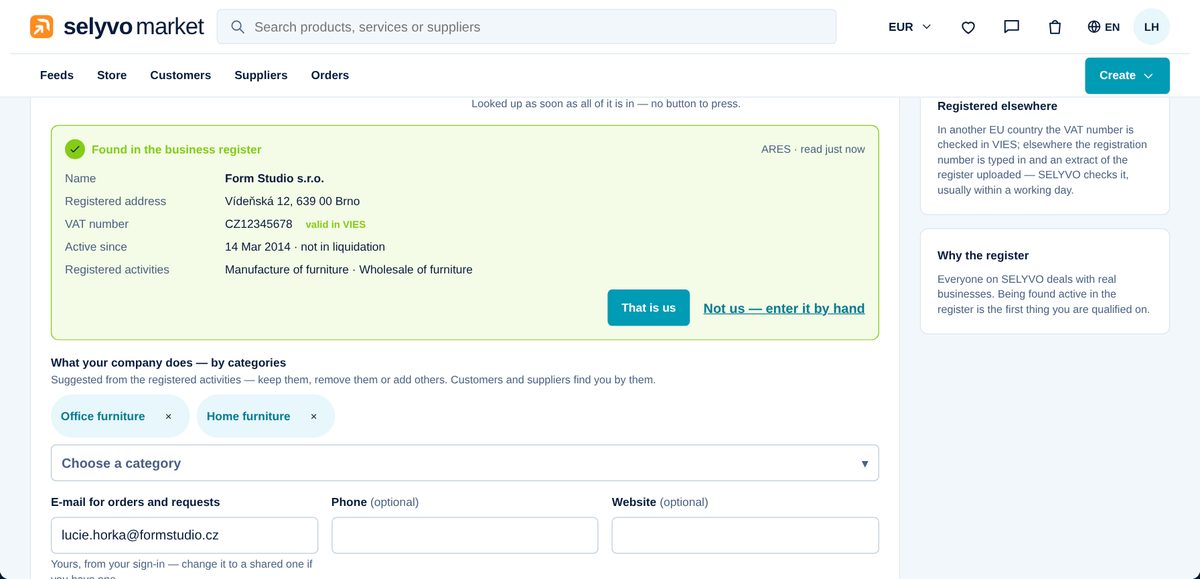 selyvo market
Search products, services or suppliers
EUR
EN
LH
Feeds
Store
Customers
Suppliers
Orders
Create
Looked up as soon as all of it is in — no button to press.
Found in the business register
ARES · read just now
Name
Form Studio s.r.o.
Registered address
Vídeňská 12, 639 00 Brno
VAT number
CZ12345678 valid in VIES
Active since
14 Mar 2014 · not in liquidation
Registered activities
Manufacture of furniture · Wholesale of furniture
That is us
Not us — enter it by hand
What your company does — by categories
Suggested from the registered activities — keep them, remove them or add others. Customers and suppliers find you by them.
Office furniture ×
Home furniture ×
Choose a category
E-mail for orders and requests
Phone (optional)
Website (optional)
lucie.horka@formstudio.cz
Yours, from your sign-in — change it to a shared one if
you have one
Registered elsewhere
In another EU country the VAT number is
checked in VIES; elsewhere the registration
number is typed in and an extract of the
register uploaded — SELYVO checks it,
usually within a working day.
Why the register
Everyone on SELYVO deals with real
businesses. Being found active in the
register is the first thing you are qualified on.